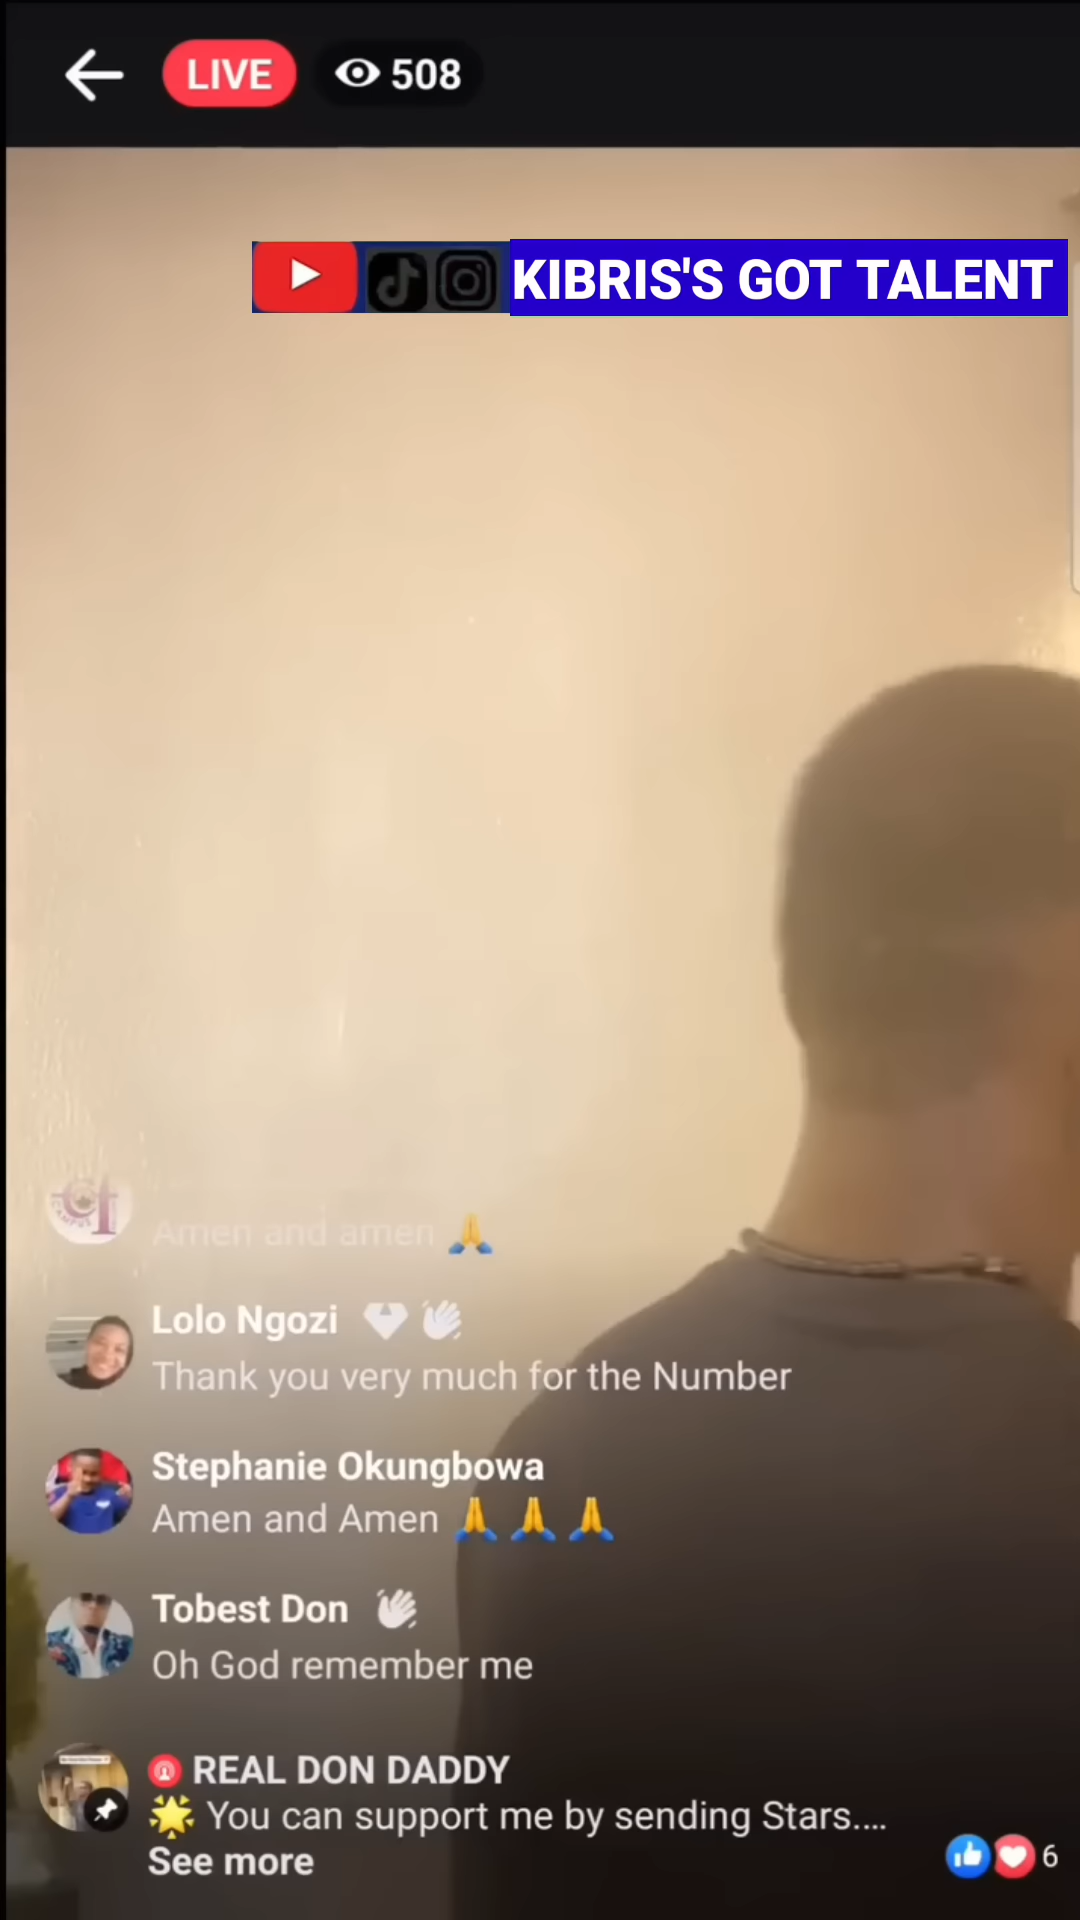 LIVE 508
KIBRIS'S GOT TALENT
Amen and amen 🙏
Lolo Ngozi
Thank you very much for the Number
Stephanie Okungbowa
Amen and Amen 🙏🙏🙏
Tobest Don
Oh God remember me
REAL DON DADDY
🌟 You can support me by sending Stars....
See more
6